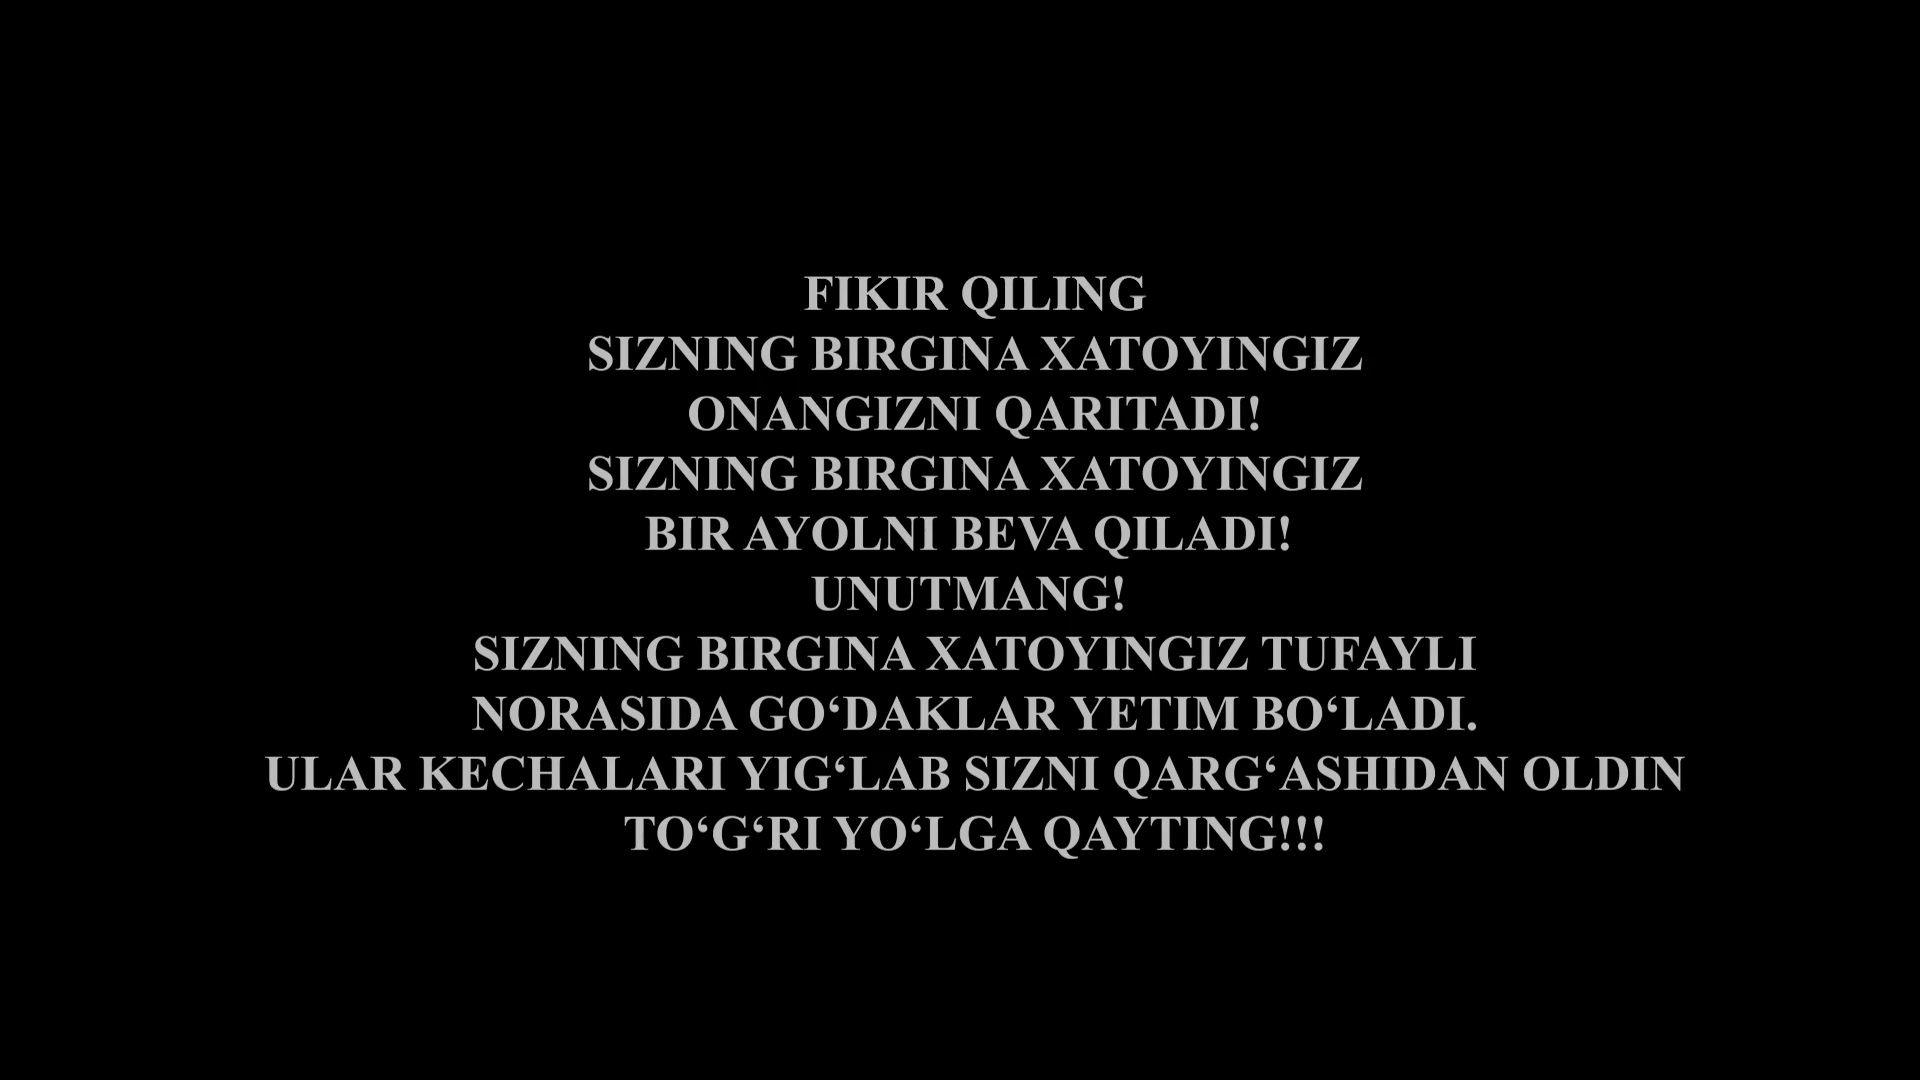 FIKIR QILING
SIZNING BIRGINA XATOYINGIZ
ONANGIZNI QARITADI!
SIZNING BIRGINA XATOYINGIZ
BIR AYOLNI BEVA QILADI!
UNUTMANG!
SIZNING BIRGINA XATOYINGIZ TUFAYLI
NORASIDA GO‘DAKLAR YETIM BO‘LADI.
ULAR KECHALARI YIG‘LAB SIZNI QARG‘ASHIDAN OLDIN
TO‘G‘RI YO‘LGA QAYTING!!!